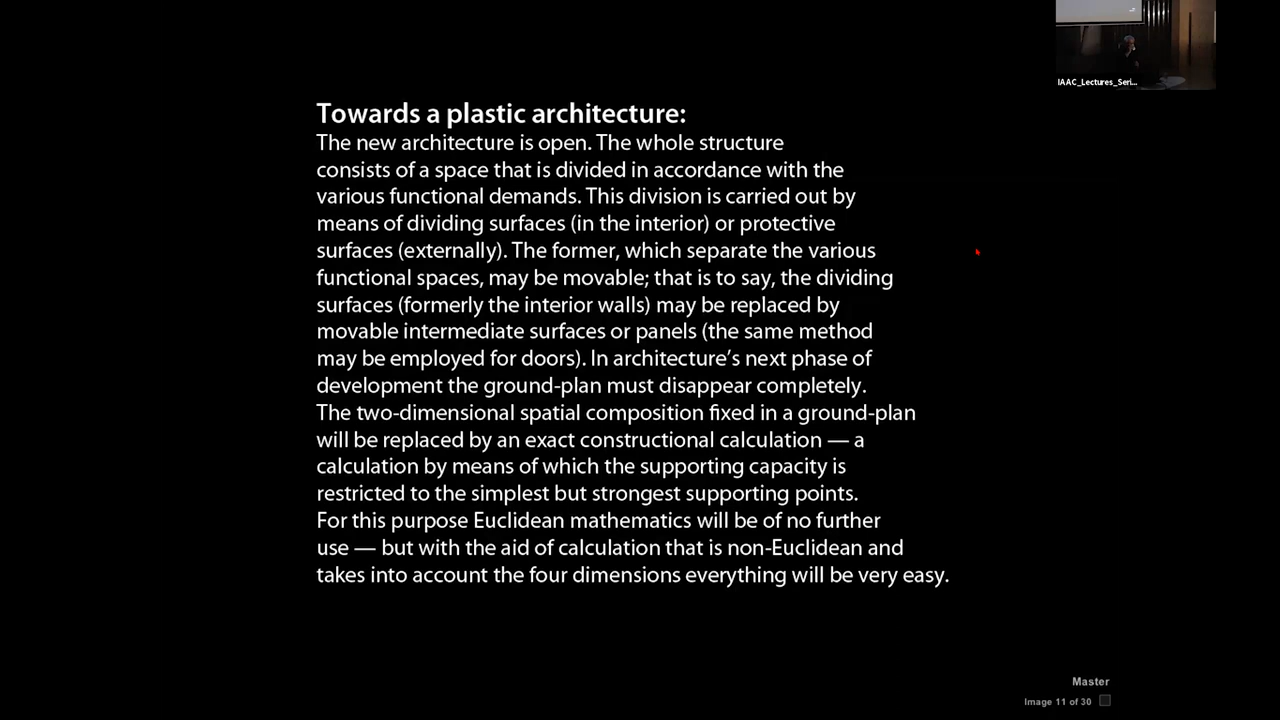 IAAC_Lectures_Seri...
Towards a plastic architecture:
The new architecture is open. The whole structure
consists of a space that is divided in accordance with the
various functional demands. This division is carried out by
means of dividing surfaces (in the interior) or protective
surfaces (externally). The former, which separate the various
functional spaces, may be movable; that is to say, the dividing
surfaces (formerly the interior walls) may be replaced by
movable intermediate surfaces or panels (the same method
may be employed for doors). In architecture’s next phase of
development the ground-plan must disappear completely.
The two-dimensional spatial composition fixed in a ground-plan
will be replaced by an exact constructional calculation — a
calculation by means of which the supporting capacity is
restricted to the simplest but strongest supporting points.
For this purpose Euclidean mathematics will be of no further
use — but with the aid of calculation that is non-Euclidean and
takes into account the four dimensions everything will be very easy.
Master
Image 11 of 30